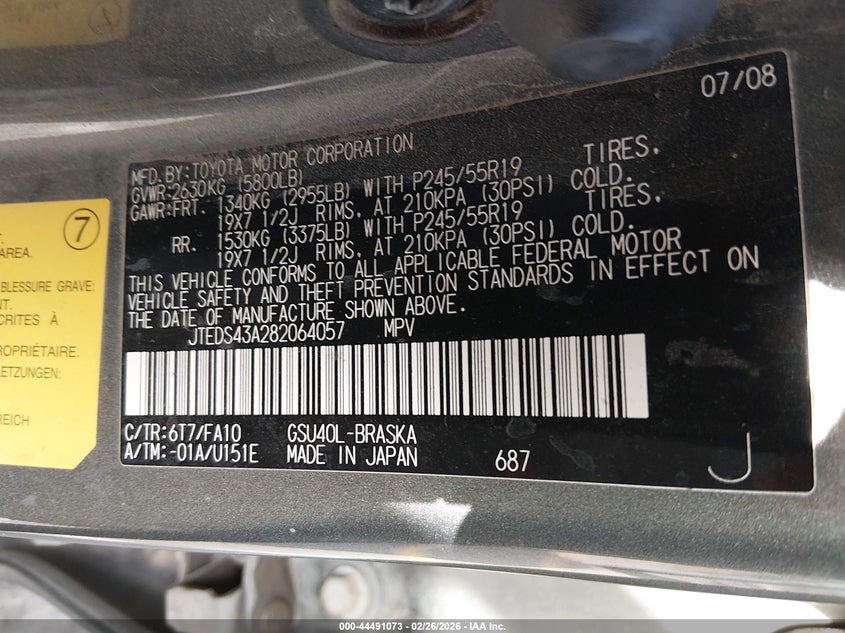 07/08
MFD.BY:TOYOTA MOTOR CORPORATION
GVWR:2630KG (5800LB)
GAWR:FRT. 1340KG (2955LB) WITH P245/55R19 TIRES,
19X7 1/2J RIMS, AT 210KPA (30PSI) COLD.
RR. 1530KG (3375LB) WITH P245/55R19 TIRES,
19X7 1/2J RIMS, AT 210KPA (30PSI) COLD.
THIS VEHICLE CONFORMS TO ALL APPLICABLE FEDERAL MOTOR
VEHICLE SAFETY AND THEFT PREVENTION STANDARDS IN EFFECT ON
THE DATE OF MANUFACTURE SHOWN ABOVE.
JTEDS43A282064057 MPV
C/TR:6T7/FA10 GSU40L-BRASKA
A/TM:-01A/U151E MADE IN JAPAN 687 J
7
AREA.
BLESSURE GRAVE:
NT.
CRITES À
PROPRIÉTAIRE.
LETZUNGEN:
REICH
000-44491073 - 02/26/2026 - IAA Inc.